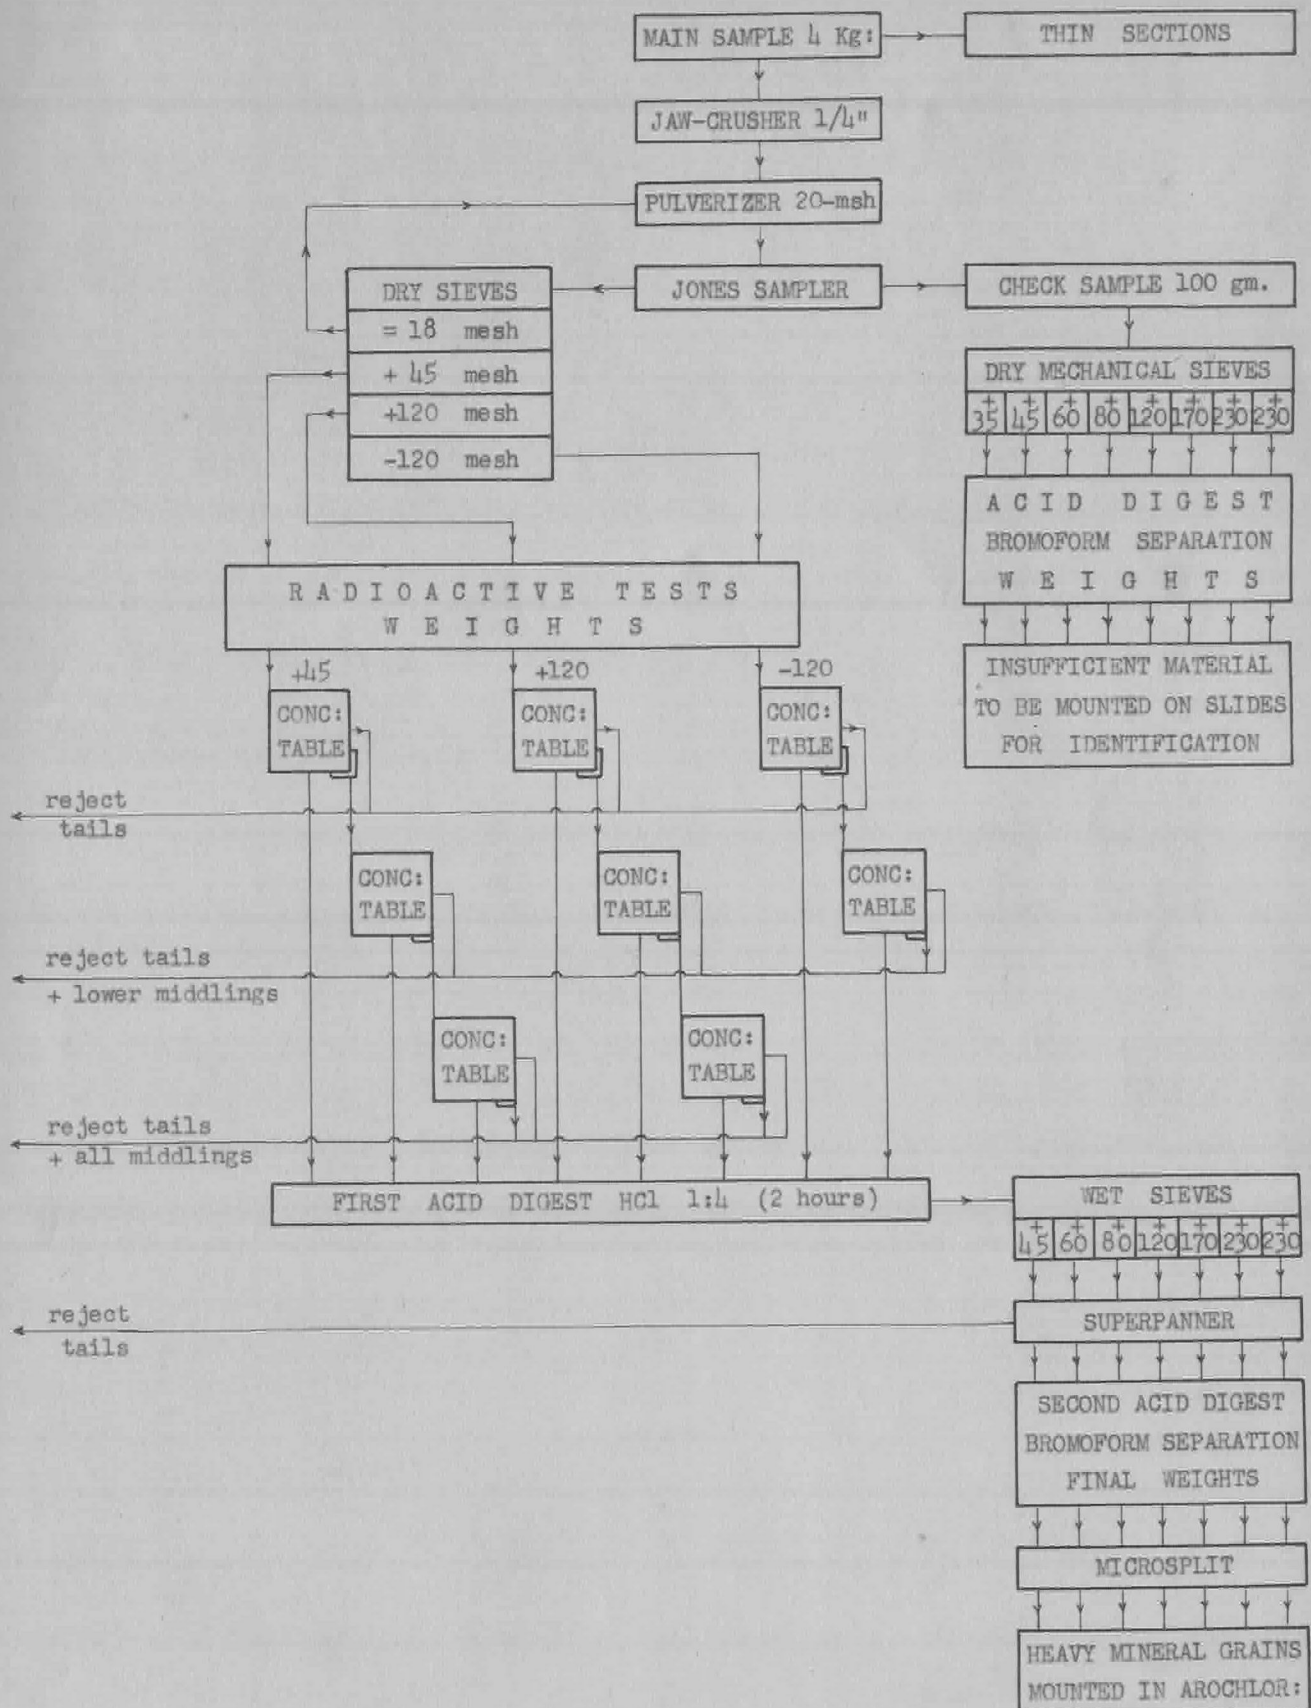 MAIN SAMPLE 4 Kg:
THIN SECTIONS
JAW-CRUSHER 1/4"
PULVERIZER 20-msh
JONES SAMPLER
DRY SIEVES
= 18 mesh
+ 45 mesh
+120 mesh
-120 mesh
CHECK SAMPLE 100 gm.
DRY MECHANICAL SIEVES
+ + + + + + + +
35 45 60 80 120 170 230 230
ACID DIGEST
BROMOFORM SEPARATION
WEIGHTS
INSUFFICIENT MATERIAL
TO BE MOUNTED ON SLIDES
FOR IDENTIFICATION
RADIOACTIVE TESTS
WEIGHTS
+45 +120 -120
CONC: CONC: CONC:
TABLE TABLE TABLE
reject
tails
CONC: CONC: CONC:
TABLE TABLE TABLE
reject tails
+ lower middlings
CONC: CONC:
TABLE TABLE
reject tails
+ all middlings
FIRST ACID DIGEST HCl 1:4 (2 hours)
WET SIEVES
+ + + + + + +
45 60 80 120 170 230 230
reject
tails
SUPERPANNER
SECOND ACID DIGEST
BROMOFORM SEPARATION
FINAL WEIGHTS
MICROSPLIT
HEAVY MINERAL GRAINS
MOUNTED IN AROCHLOR: